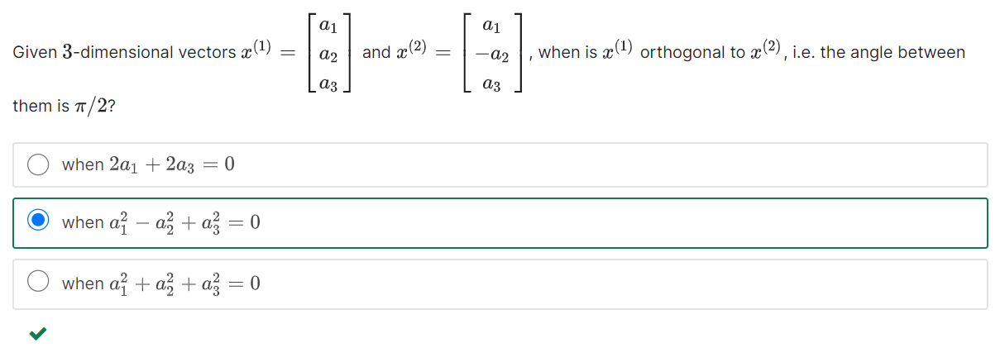 Given 3-dimensional vectors $x^{(1)} = \begin{bmatrix} a_1 \\ a_2 \\ a_3 \end{bmatrix}$ and $x^{(2)} = \begin{bmatrix} a_1 \\ -a_2 \\ a_3 \end{bmatrix}$, when is $x^{(1)}$ orthogonal to $x^{(2)}$, i.e. the angle between
them is $\pi/2$?
when $2a_1 + 2a_3 = 0$
when $a_1^2 - a_2^2 + a_3^2 = 0$
when $a_1^2 + a_2^2 + a_3^2 = 0$